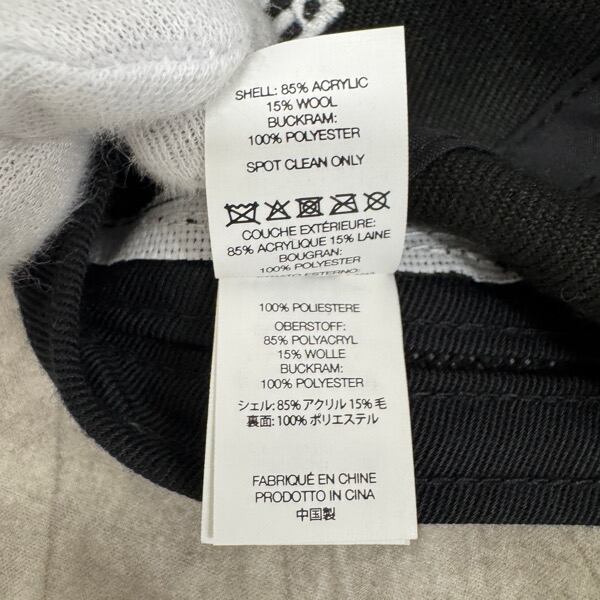 SHELL: 85% ACRYLIC
15% WOOL
BUCKRAM:
100% POLYESTER
SPOT CLEAN ONLY
COUCHE EXTÉRIEURE:
85% ACRYLIQUE 15% LAINE
BOUGRAN:
100% POLYESTER
STRATO ESTERNO:
100% POLIESTERE
OBERSTOFF:
85% POLYACRYL
15% WOLLE
BUCKRAM:
100% POLYESTER
シェル: 85% アクリル 15% 毛
裏面: 100% ポリエステル
FABRIQUÉ EN CHINE
PRODOTTO IN CINA
中国製